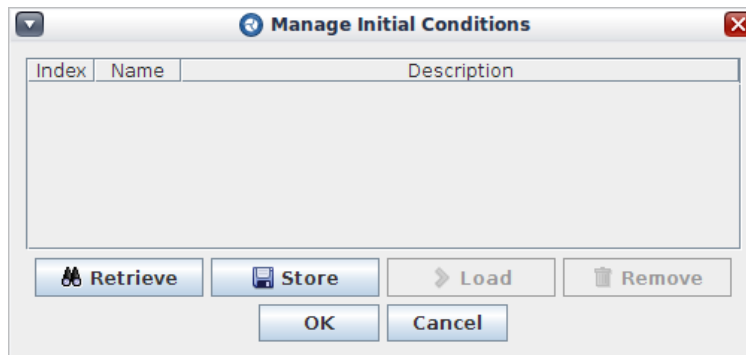 Manage Initial Conditions
Index Name Description
Retrieve Store Load Remove
OK Cancel